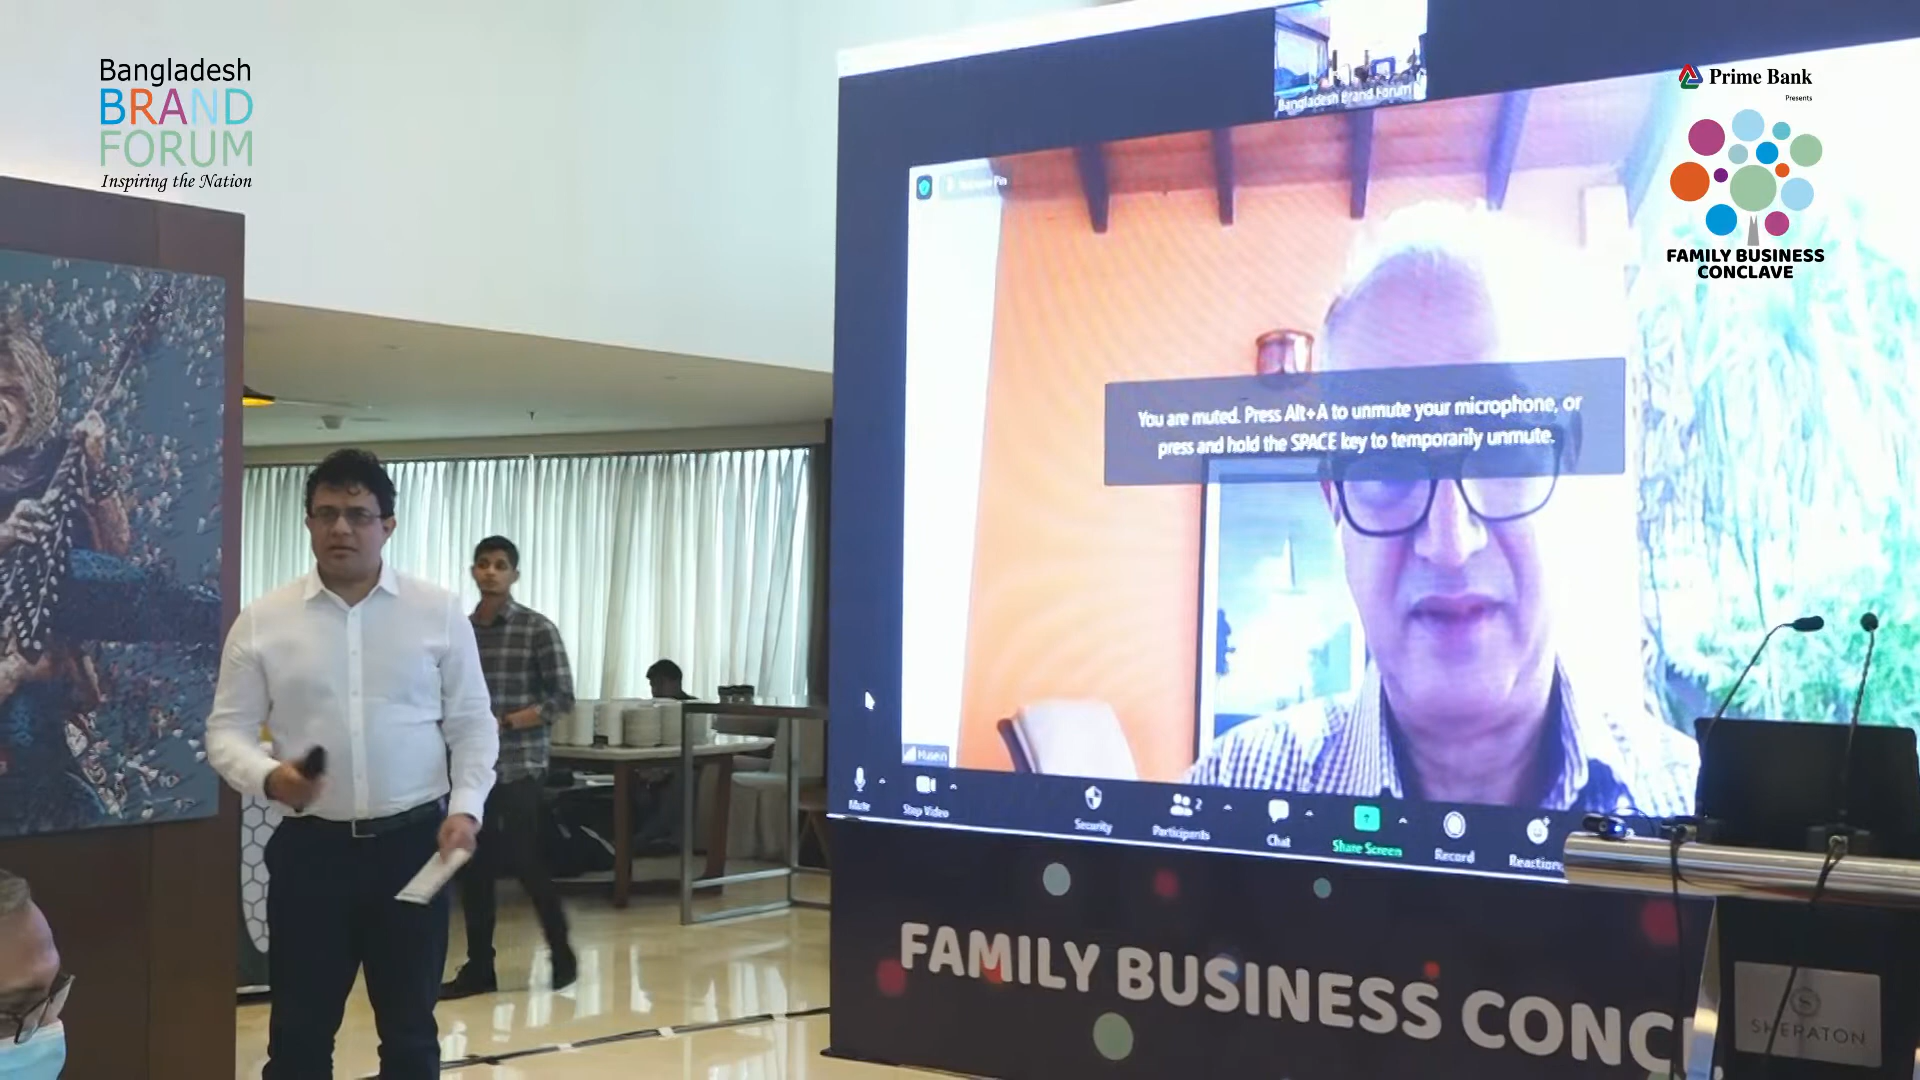 Bangladesh
BRAND
FORUM
Inspiring the Nation
Bangladesh Brand Forum
Prime Bank
Presents
FAMILY BUSINESS
CONCLAVE
You are muted. Press Alt+A to unmute your microphone, or
press and hold the SPACE key to temporarily unmute.
Husein
Mute
Stop Video
Security
Participants
2
Chat
Share Screen
Record
Reactions
FAMILY BUSINESS CONCL
S
SHERATON